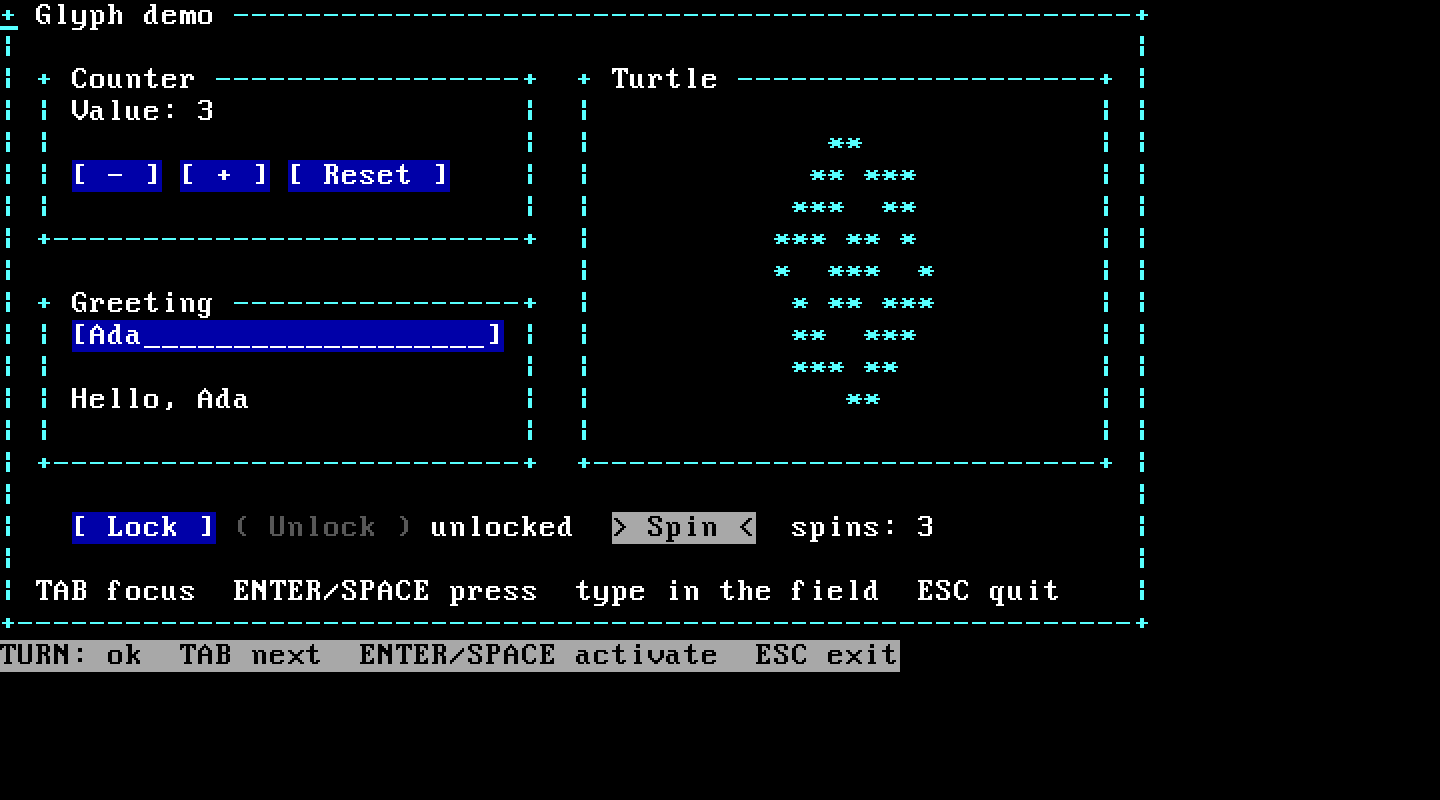 Glyph demo
Counter
Value: 3
[ - ] [ + ] [ Reset ]
Greeting
[Ada___________________]
Hello, Ada
Turtle
**
** ***
***  **
*** ** *
*  ***  *
* ** ***
**  ***
*** **
**
[ Lock ] ( Unlock ) unlocked  > Spin <  spins: 3
TAB focus  ENTER/SPACE press  type in the field  ESC quit
TURN: ok  TAB next  ENTER/SPACE activate  ESC exit